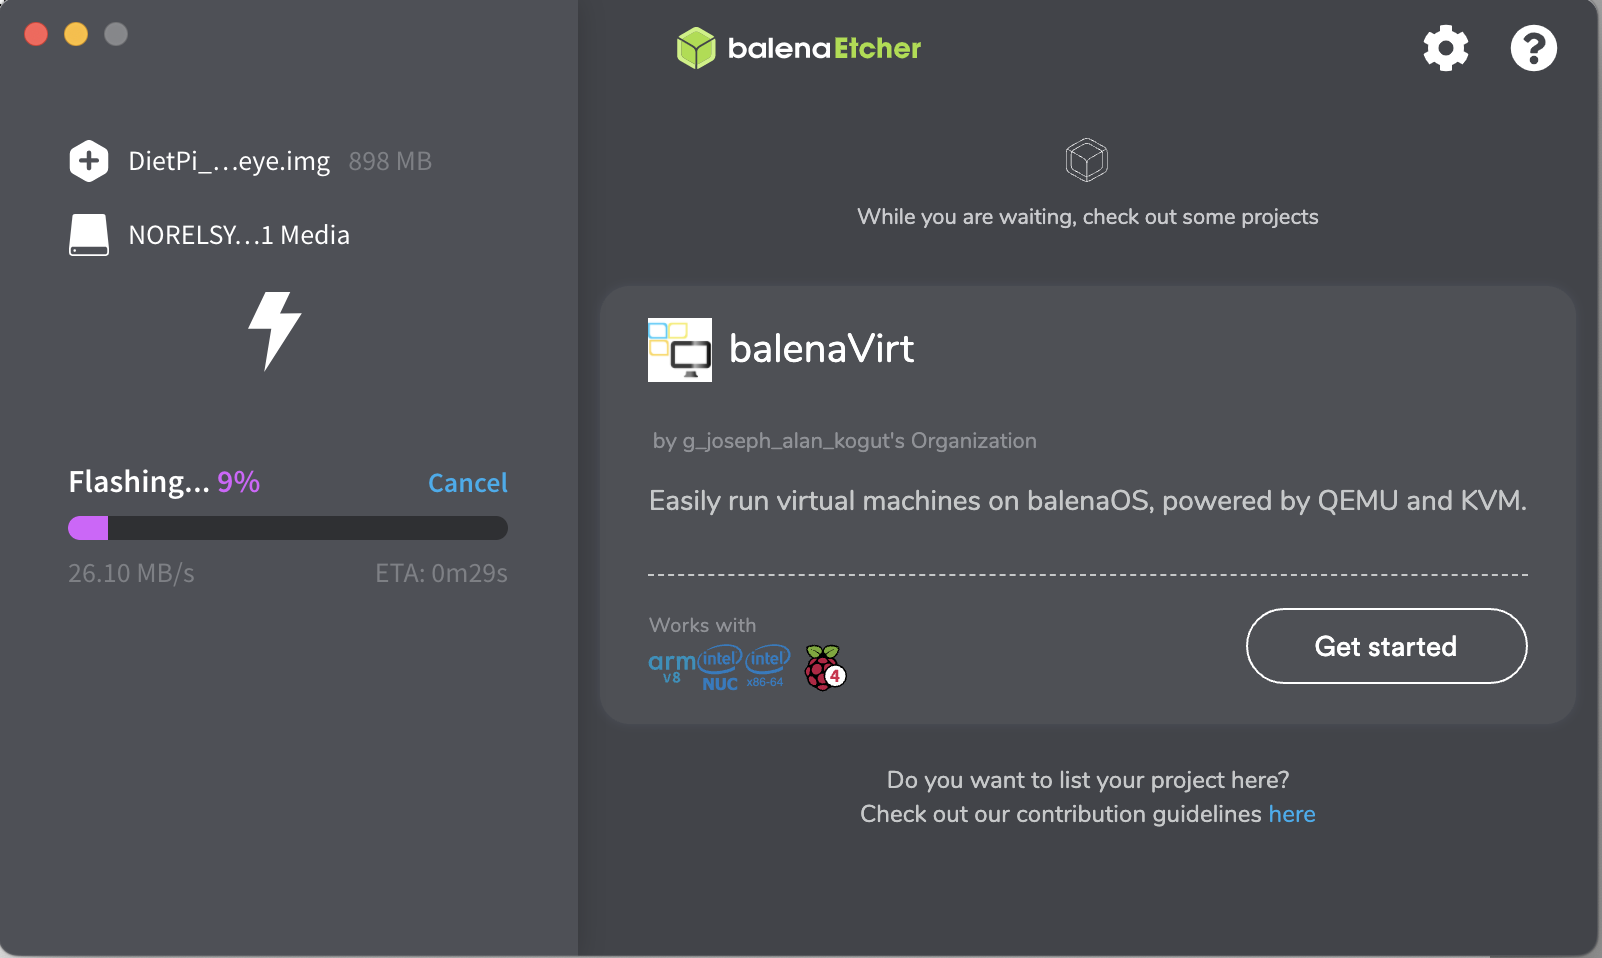 balenaEtcher
DietPi_...eye.img 898 MB
NORELSY...1 Media
Flashing... 9%
Cancel
26.10 MB/s
ETA: 0m29s
While you are waiting, check out some projects
balenaVirt
by g_joseph_alan_kogut's Organization
Easily run virtual machines on balenaOS, powered by QEMU and KVM.
Works with
arm v8
intel NUC
intel x86-64
4
Get started
Do you want to list your project here?
Check out our contribution guidelines here